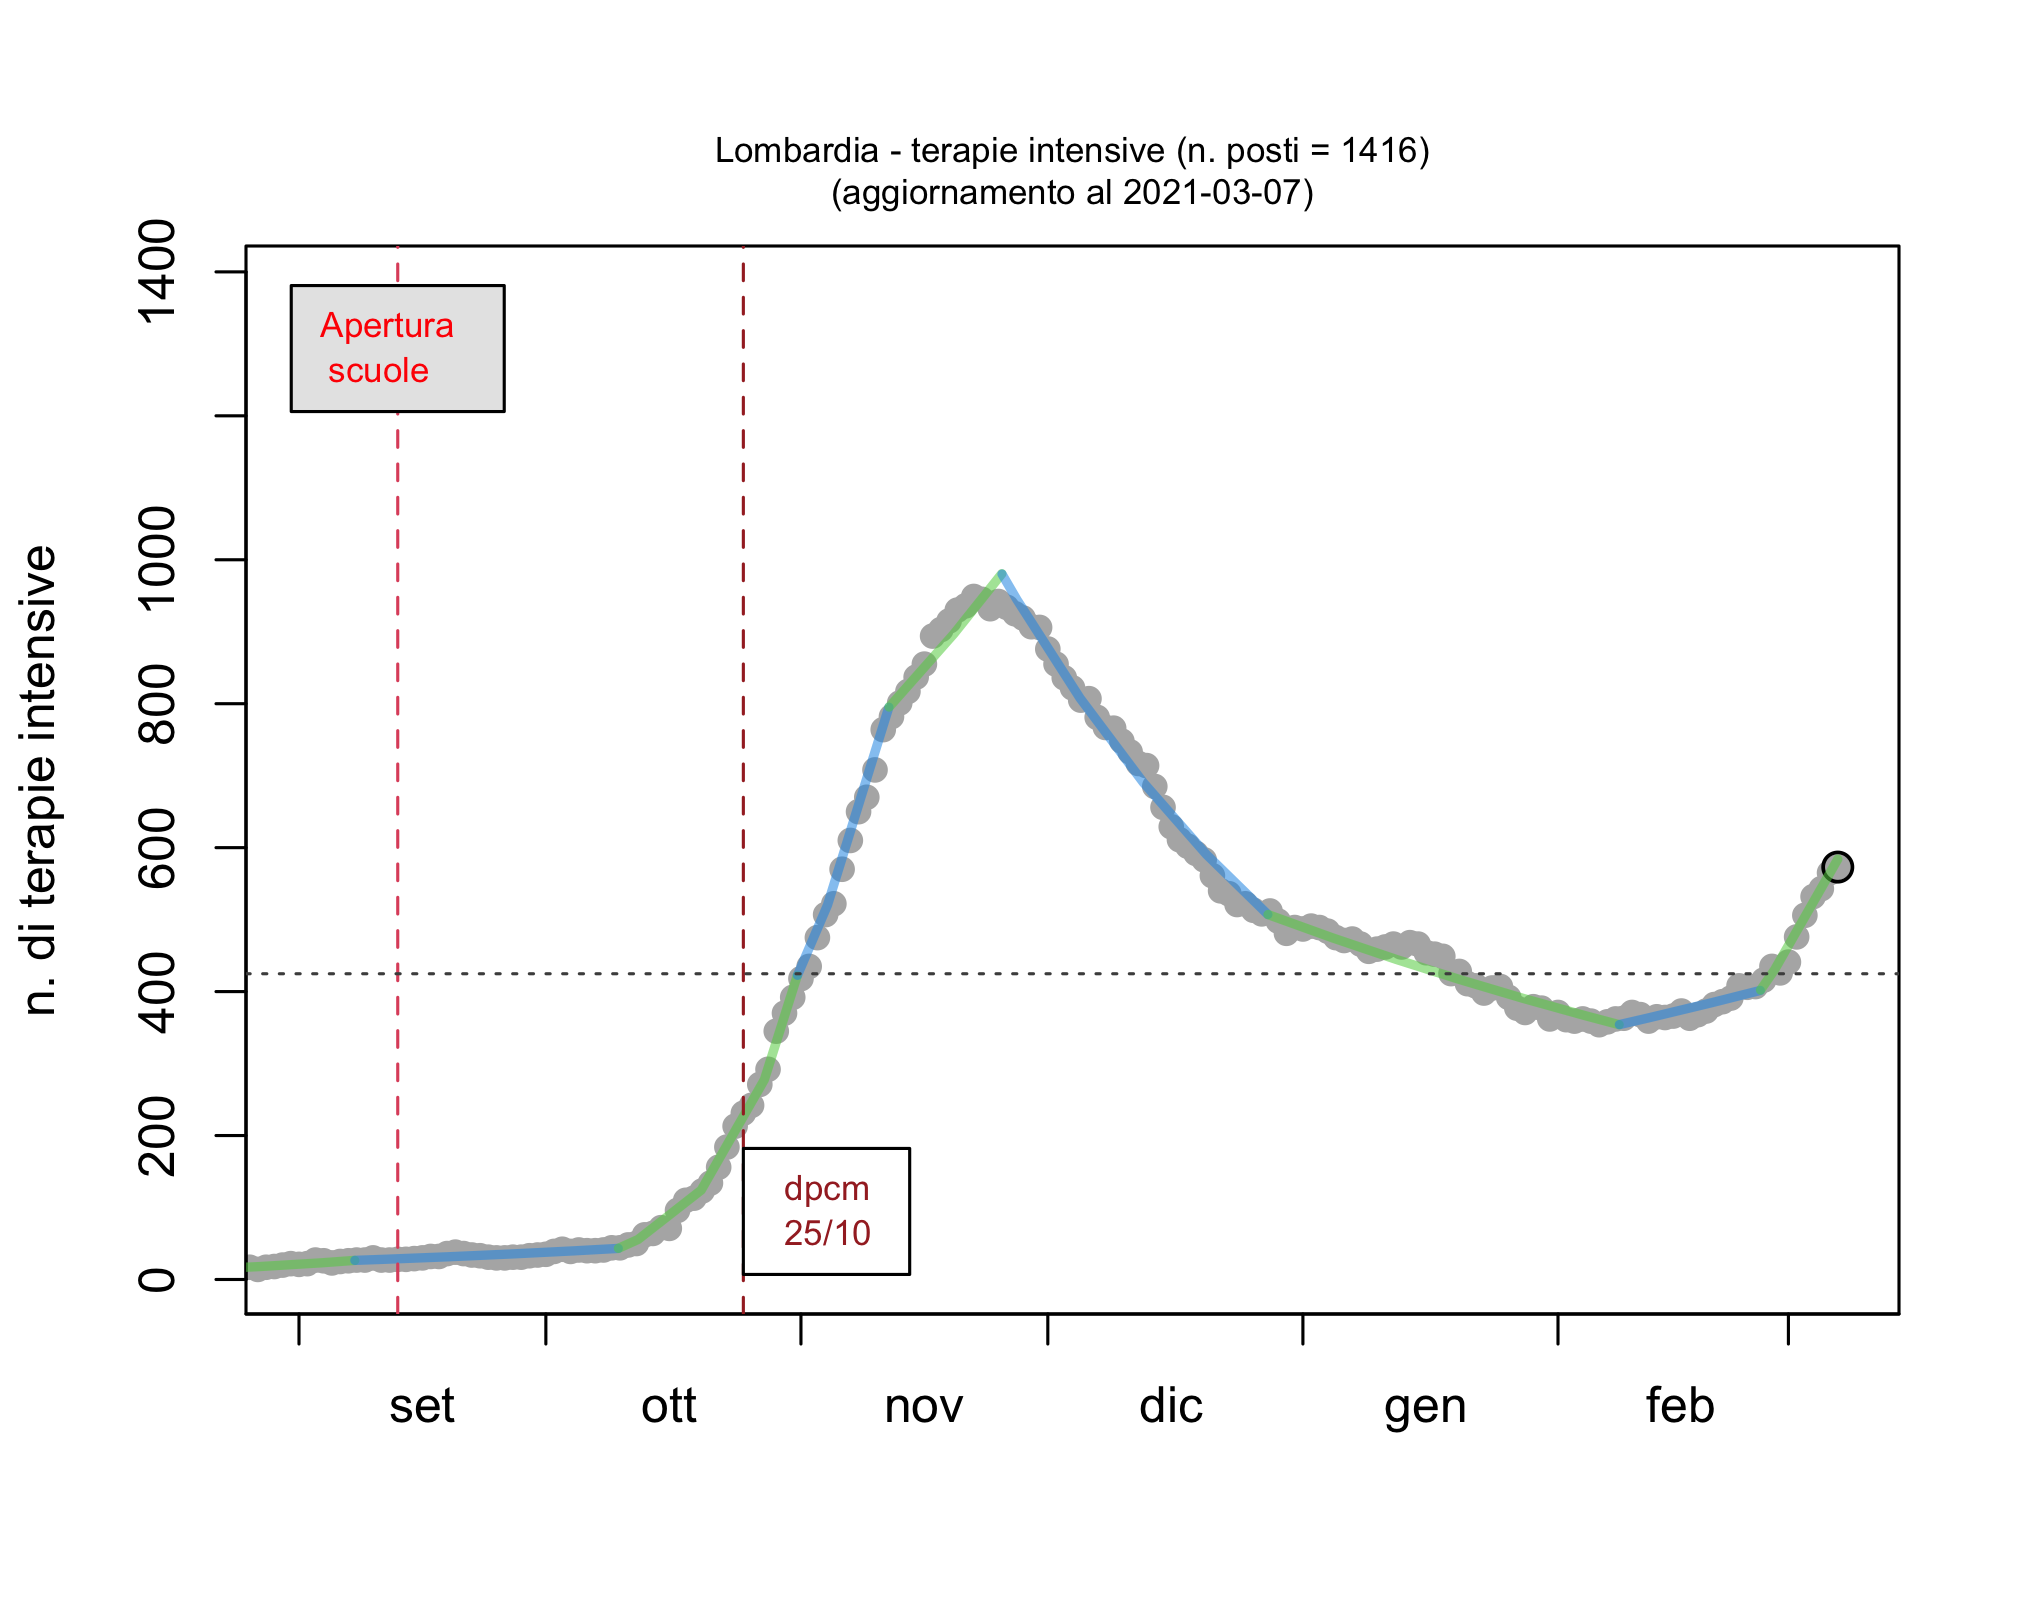 Lombardia - terapie intensive (n. posti = 1416)
(aggiornamento al 2021-03-07)
n. di terapie intensive
1400
1000
800
600
400
200
0
Apertura
scuole
dpcm
25/10
set ott nov dic gen feb